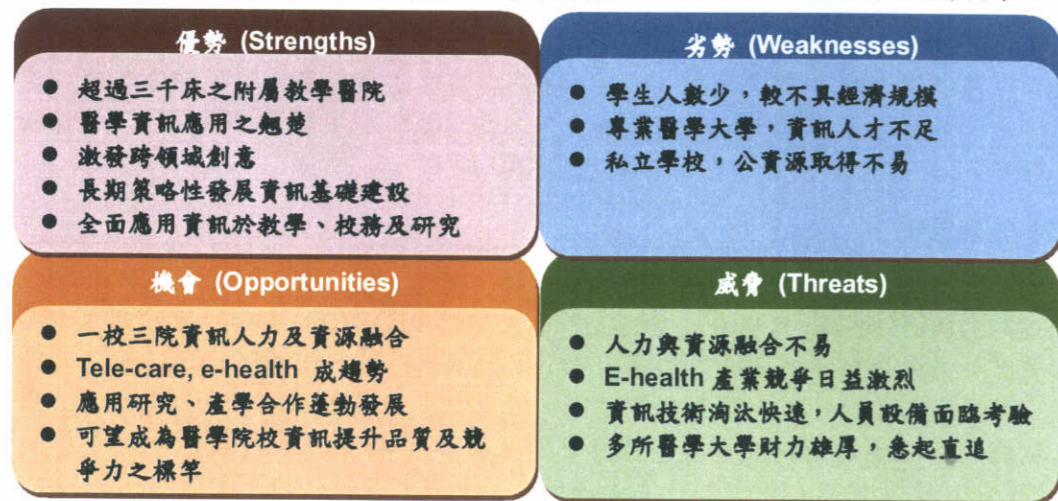 優勢 (Strengths)
● 超過三千床之附屬教學醫院
● 醫學資訊應用之翹楚
● 激發跨領域創意
● 長期策略性發展資訊基礎建設
● 全面應用資訊於教學、校務及研究
劣勢 (Weaknesses)
● 學生人數少,較不具經濟規模
● 專業醫學大學,資訊人才不足
● 私立學校,公資源取得不易
機會 (Opportunities)
● 一校三院資訊人力及資源融合
● Tele-care, e-health 成趨勢
● 應用研究、產學合作蓬勃發展
● 可望成為醫學院校資訊提升品質及競
爭力之標竿
威脅 (Threats)
● 人力與資源融合不易
● E-health 產業競爭日益激烈
● 資訊技術淘汰快速,人員設備面臨考驗
● 多所醫學大學財力雄厚,急起直追